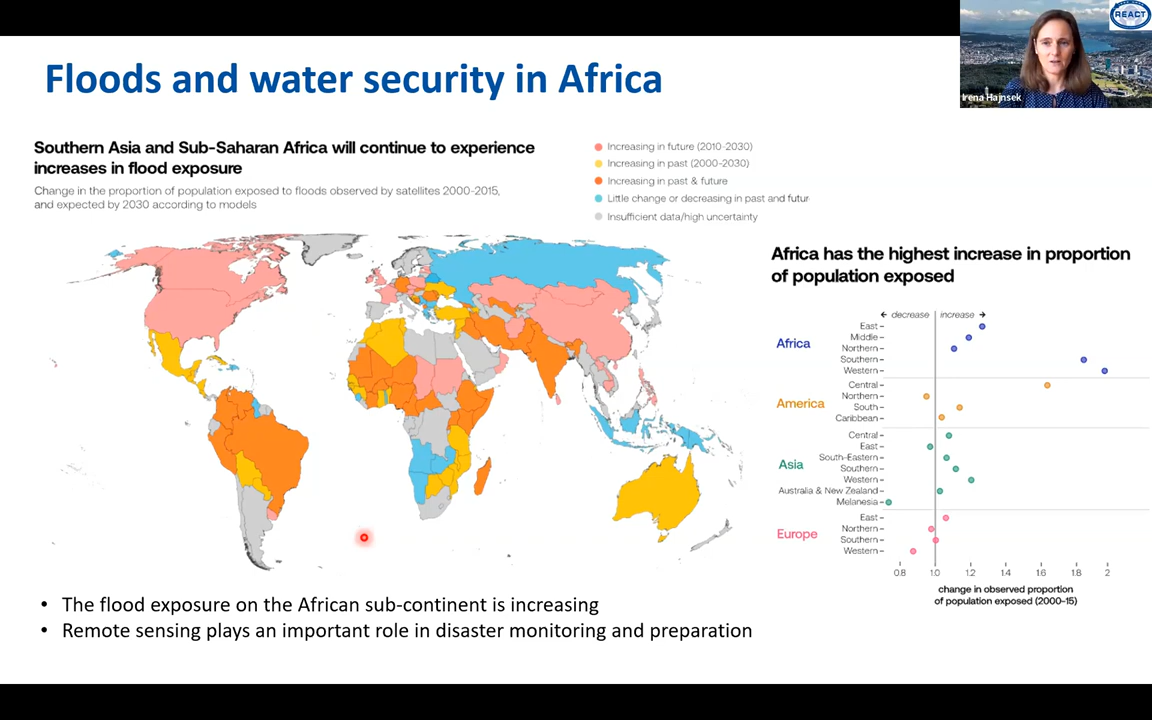 REACT
Irena Hajnsek
Floods and water security in Africa
Southern Asia and Sub-Saharan Africa will continue to experience
increases in flood exposure
Change in the proportion of population exposed to floods observed by satellites 2000-2015,
and expected by 2030 according to models
Increasing in future (2010-2030)
Increasing in past (2000-2030)
Increasing in past & future
Little change or decreasing in past and futur
Insufficient data/high uncertainty
Africa has the highest increase in proportion
of population exposed
decrease increase
Africa
East
Middle
Northern
Southern
Western
America
Central
Northern
South
Caribbean
Asia
Central
East
South-Eastern
Southern
Western
Australia & New Zealand
Melanesia
Europe
East
Northern
Southern
Western
0.8 1.0 1.2 1.4 1.6 1.8 2
change in observed proportion
of population exposed (2000-15)
• The flood exposure on the African sub-continent is increasing
• Remote sensing plays an important role in disaster monitoring and preparation